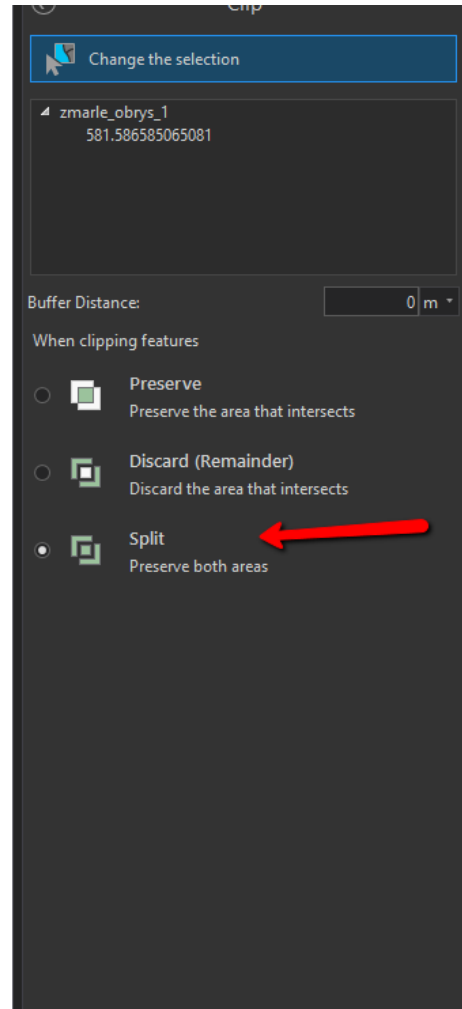 Clip
Change the selection
zmarle_obrys_1
581.586585065081
Buffer Distance:
0 m
When clipping features
Preserve
Preserve the area that intersects
Discard (Remainder)
Discard the area that intersects
Split
Preserve both areas